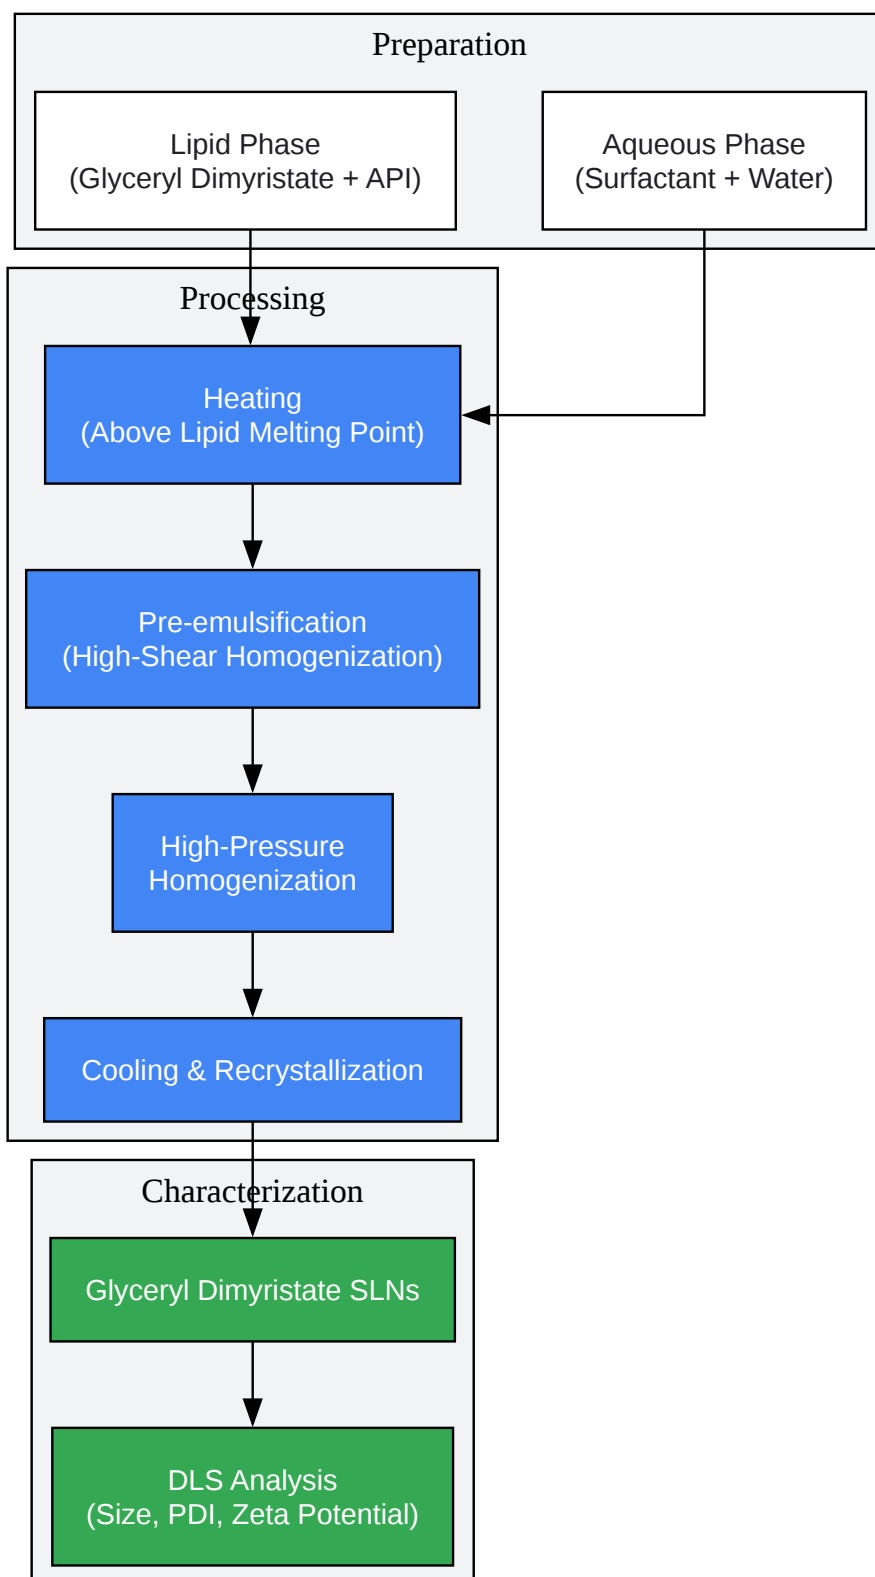 Preparation
Lipid Phase
(Glyceryl Dimyristate + API)
Aqueous Phase
(Surfactant + Water)
Processing
Heating
(Above Lipid Melting Point)
Pre-emulsification
(High-Shear Homogenization)
High-Pressure
Homogenization
Cooling & Recrystallization
Characterization
Glyceryl Dimyristate SLNs
DLS Analysis
(Size, PDI, Zeta Potential)